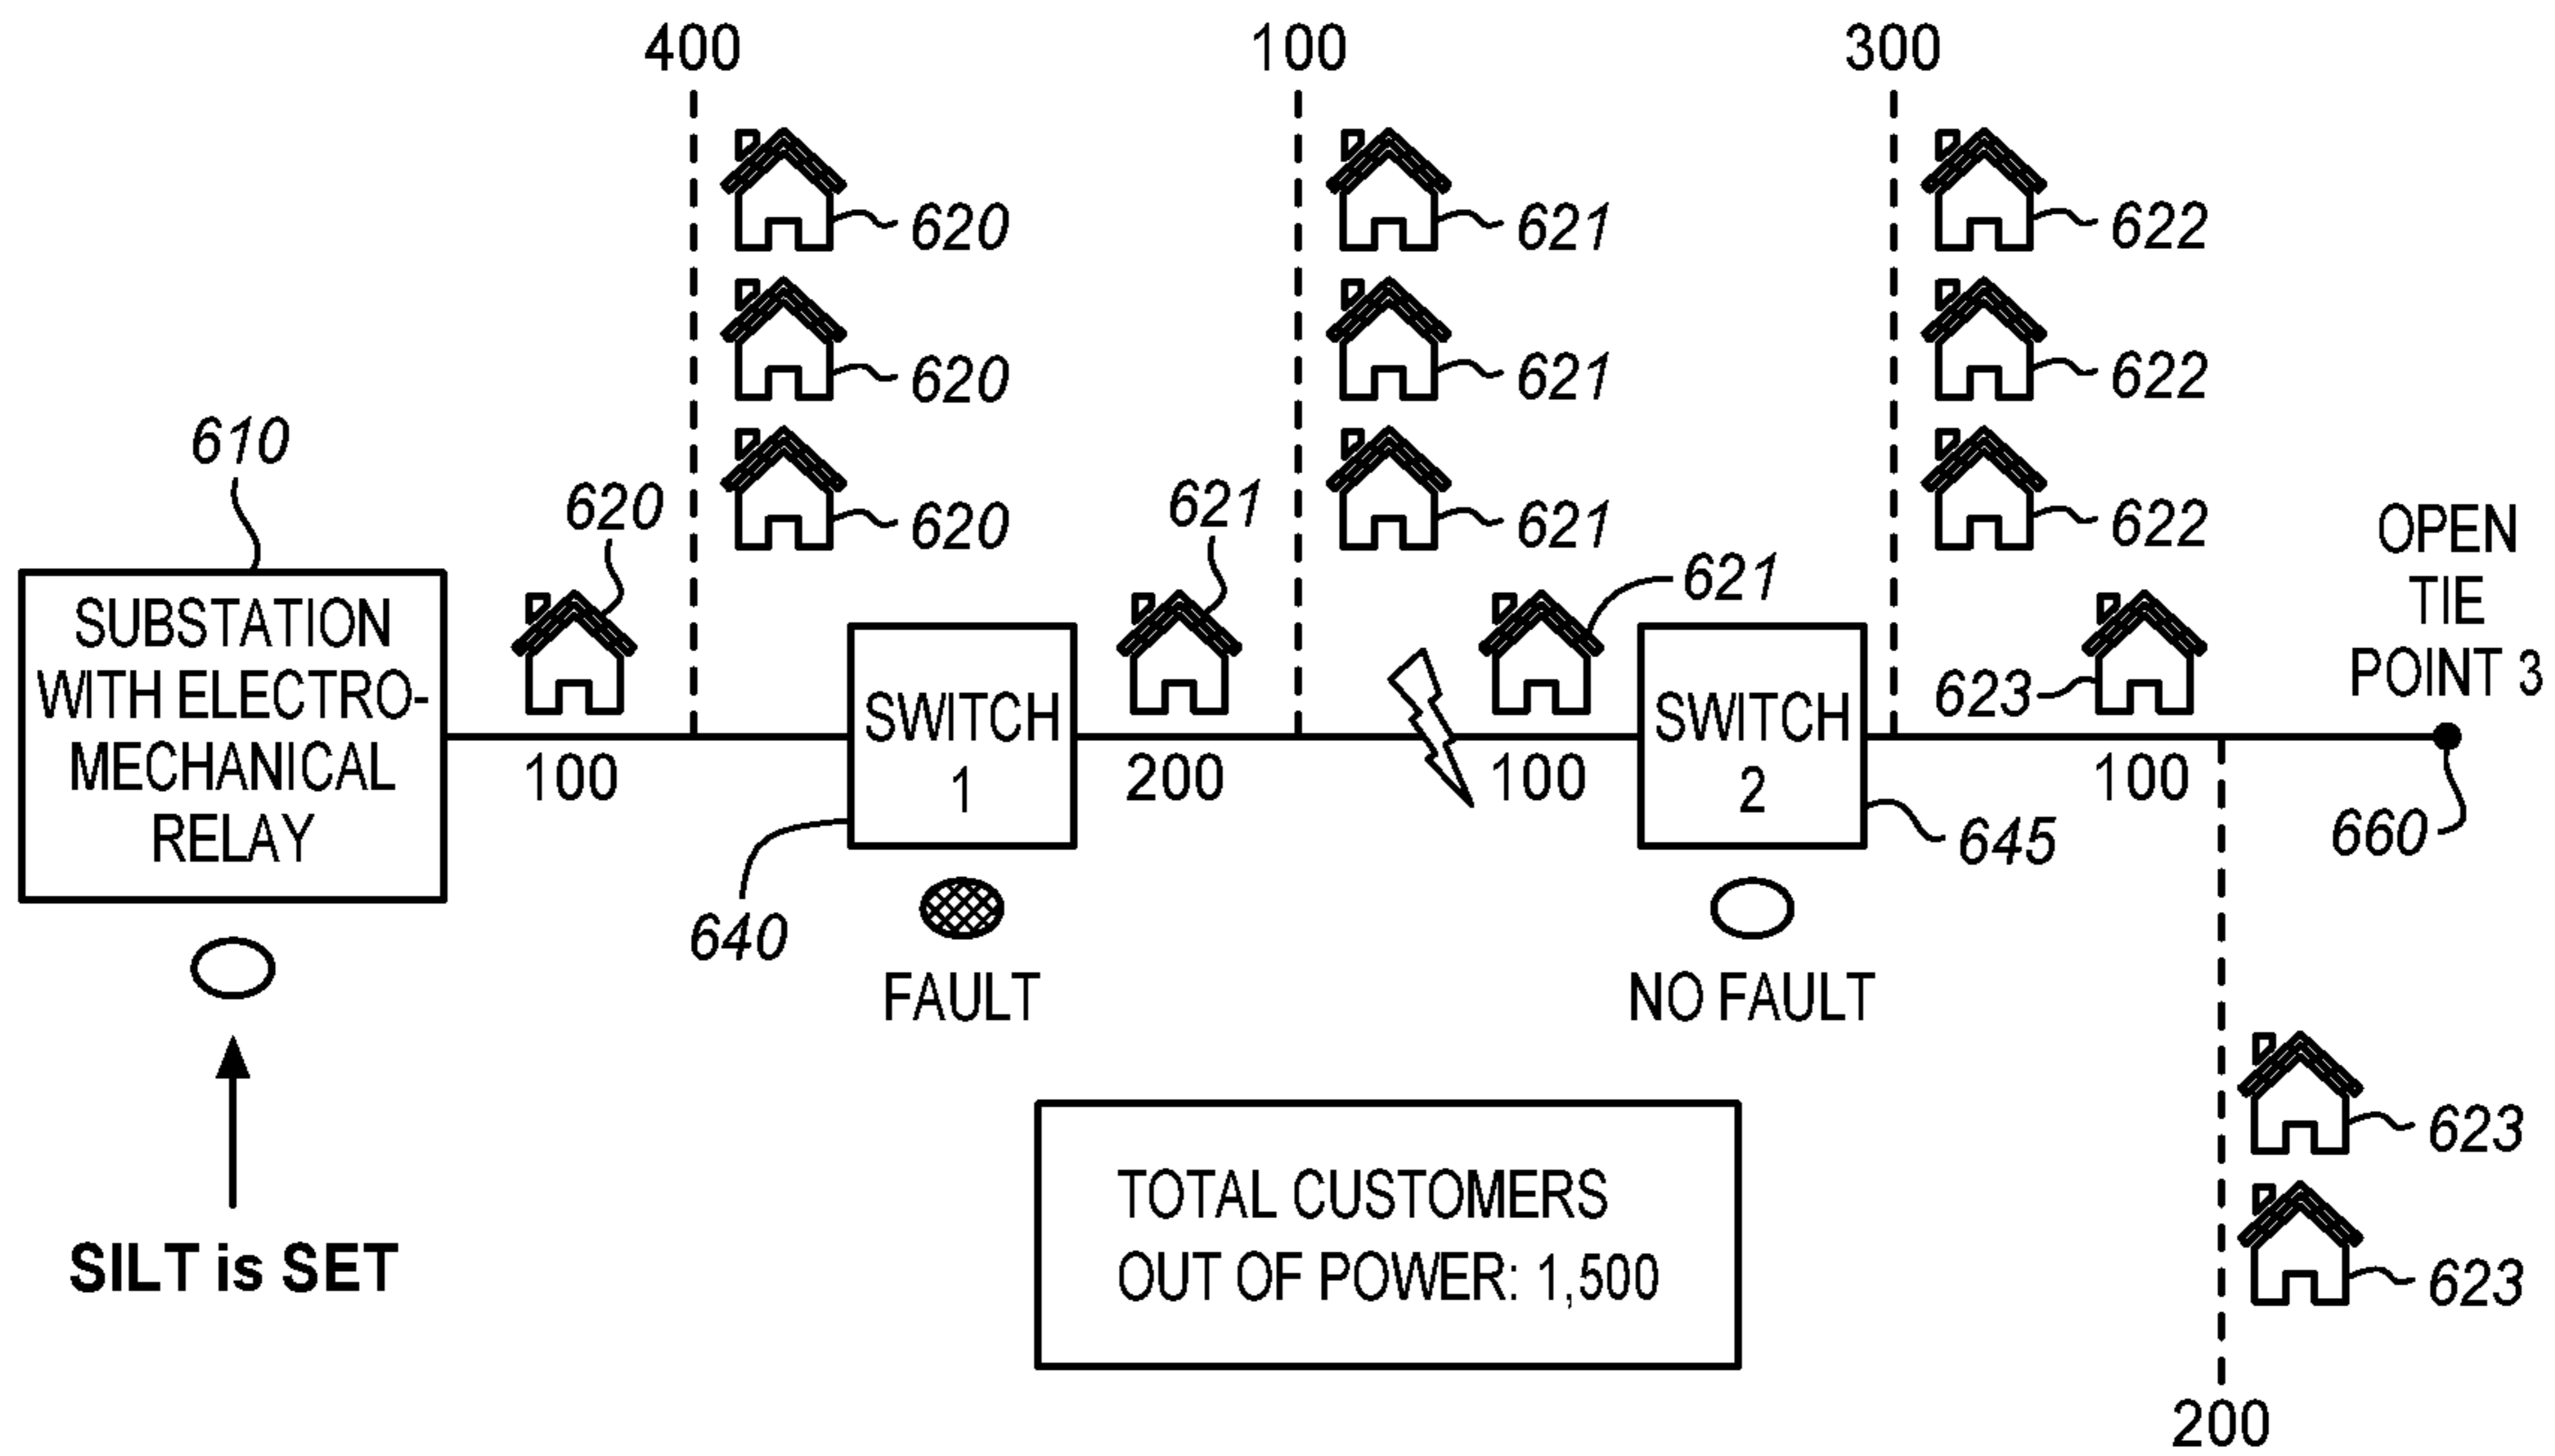 400
100
300
620
621
622
620
621
622
620
621
622
610
620
621
621
OPEN
TIE
POINT 3
SUBSTATION
WITH ELECTRO-
MECHANICAL
RELAY
SWITCH
1
SWITCH
2
623
100
200
100
100
640
645
660
FAULT
NO FAULT
SILT is SET
TOTAL CUSTOMERS
OUT OF POWER: 1,500
623
623
200